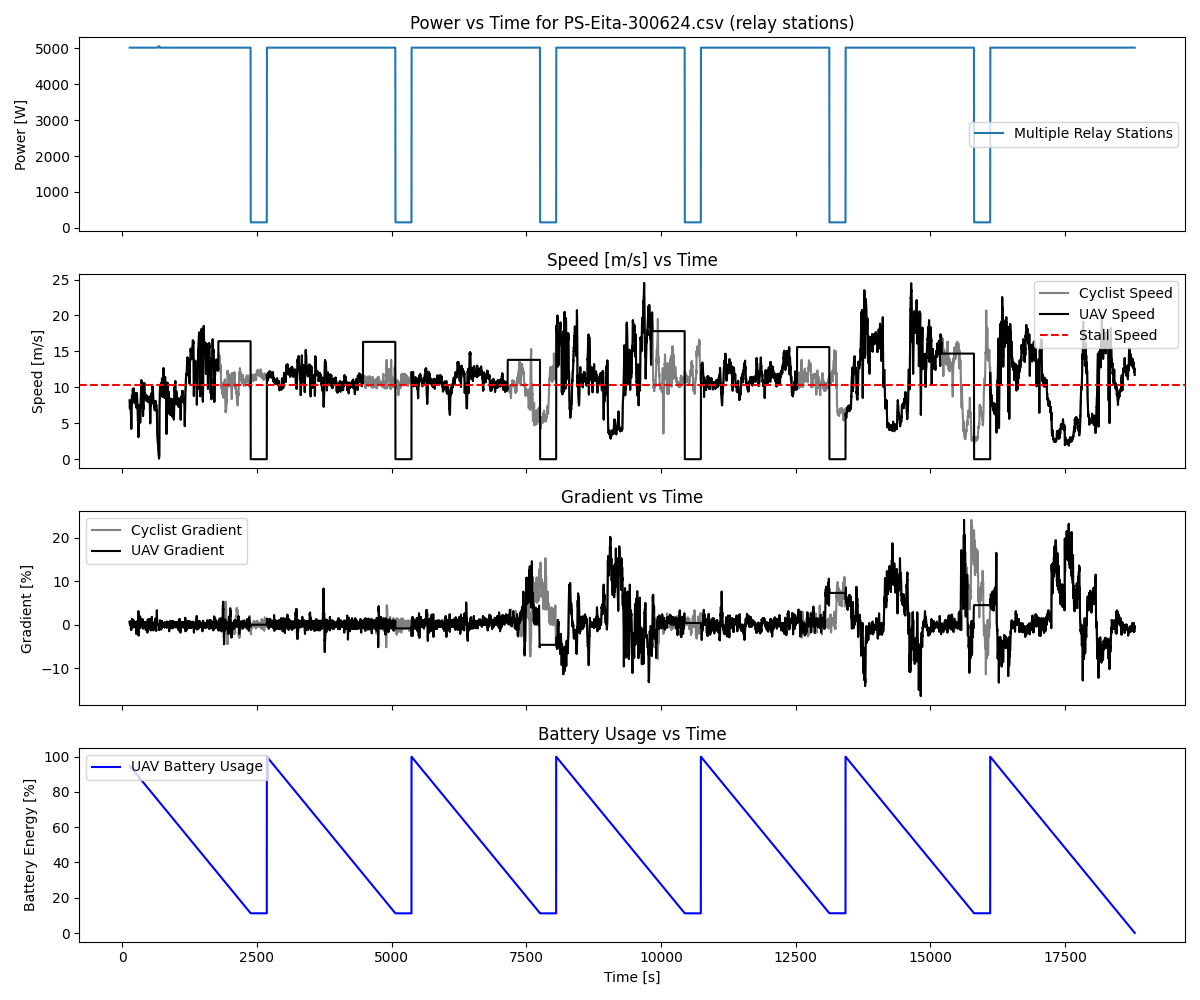 Power vs Time for PS-Eita-300624.csv (relay stations)
5000
4000
3000
2000
1000
0
Power [W]
Multiple Relay Stations
Speed [m/s] vs Time
25
20
15
10
5
0
Speed [m/s]
Cyclist Speed
UAV Speed
Stall Speed
Gradient vs Time
20
10
0
−10
Gradient [%]
Cyclist Gradient
UAV Gradient
Battery Usage vs Time
100
80
60
40
20
0
Battery Energy [%]
UAV Battery Usage
0 2500 5000 7500 10000 12500 15000 17500
Time [s]